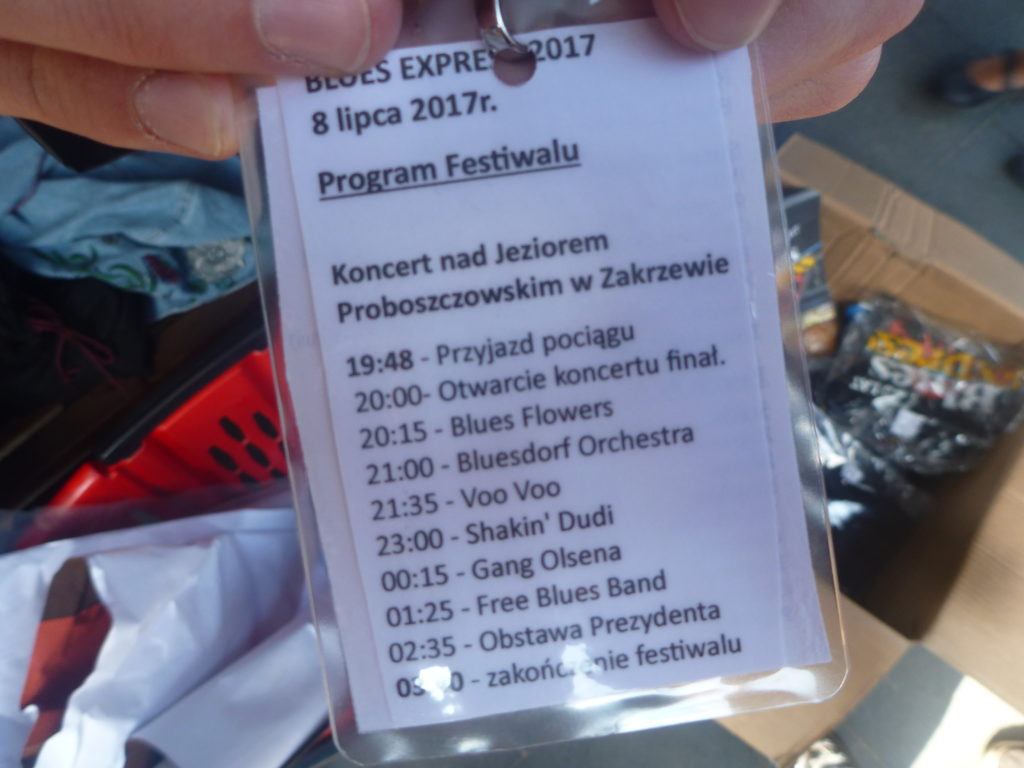 BLUES EXPRESS 2017
8 lipca 2017r.
Program Festiwalu
Koncert nad Jeziorem
Proboszczowskim w Zakrzewie
19:48 - Przyjazd pociągu
20:00- Otwarcie koncertu finał.
20:15 - Blues Flowers
21:00 - Bluesdorf Orchestra
21:35 - Voo Voo
23:00 - Shakin' Dudi
00:15 - Gang Olsena
01:25 - Free Blues Band
02:35 - Obstawa Prezydenta
- zakończenie festiwalu